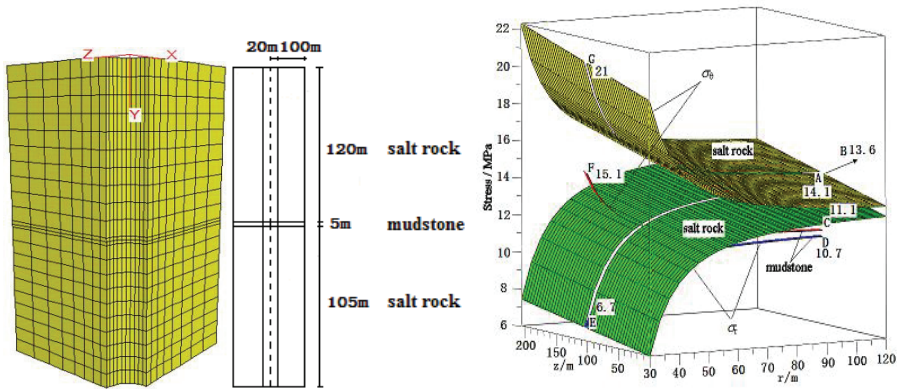 Z
X
Y
20m 100m
120m salt rock
5m mudstone
105m salt rock
Stress/MPa
22
20
18
16
14
12
10
8
6
G
21
σθ
salt rock
B 13.6
F
15.1
A
14.1
11.1
salt rock
C
D
10.7
mudstone
6.7
E
σr
200
150
100
50
30
z/m
30 40 50 60 70 80 90 100 110 120
r/m